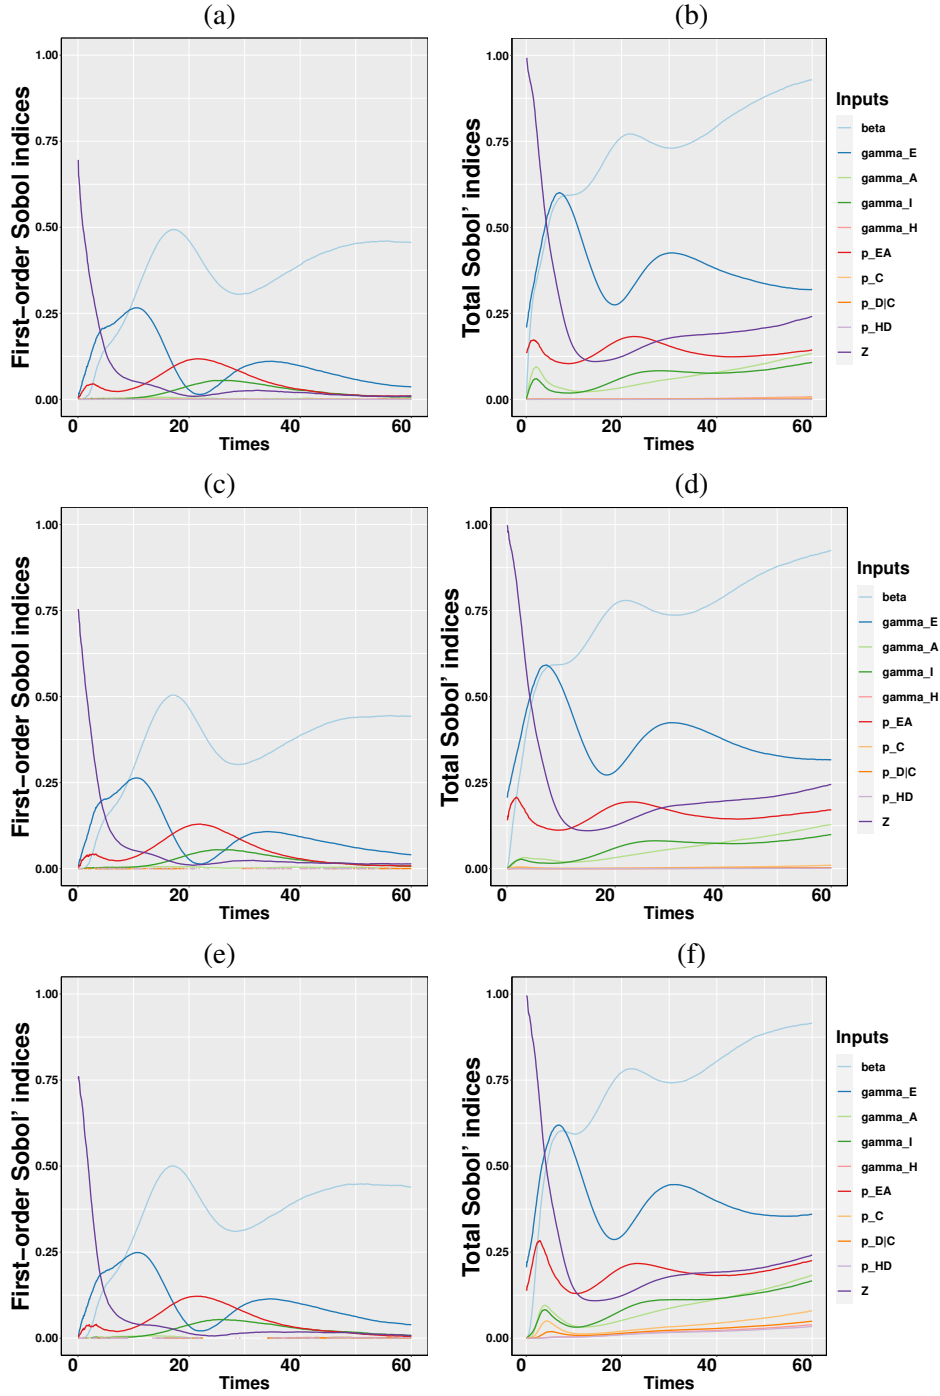 (a)
First−order Sobol indices
1.00
0.75
0.50
0.25
0.00
0 20 40 60
Times
(b)
Total Sobol' indices
1.00
0.75
0.50
0.25
0.00
0 20 40 60
Times
Inputs
beta
gamma_E
gamma_A
gamma_I
gamma_H
p_EA
p_C
p_D|C
p_HD
Z
(c)
First−order Sobol indices
1.00
0.75
0.50
0.25
0.00
0 20 40 60
Times
(d)
Total Sobol' indices
1.00
0.75
0.50
0.25
0.00
0 20 40 60
Times
Inputs
beta
gamma_E
gamma_A
gamma_I
gamma_H
p_EA
p_C
p_D|C
p_HD
Z
(e)
First−order Sobol' indices
1.00
0.75
0.50
0.25
0.00
0 20 40 60
Times
(f)
Total Sobol' indices
1.00
0.75
0.50
0.25
0.00
0 20 40 60
Times
Inputs
beta
gamma_E
gamma_A
gamma_I
gamma_H
p_EA
p_C
p_D|C
p_HD
Z